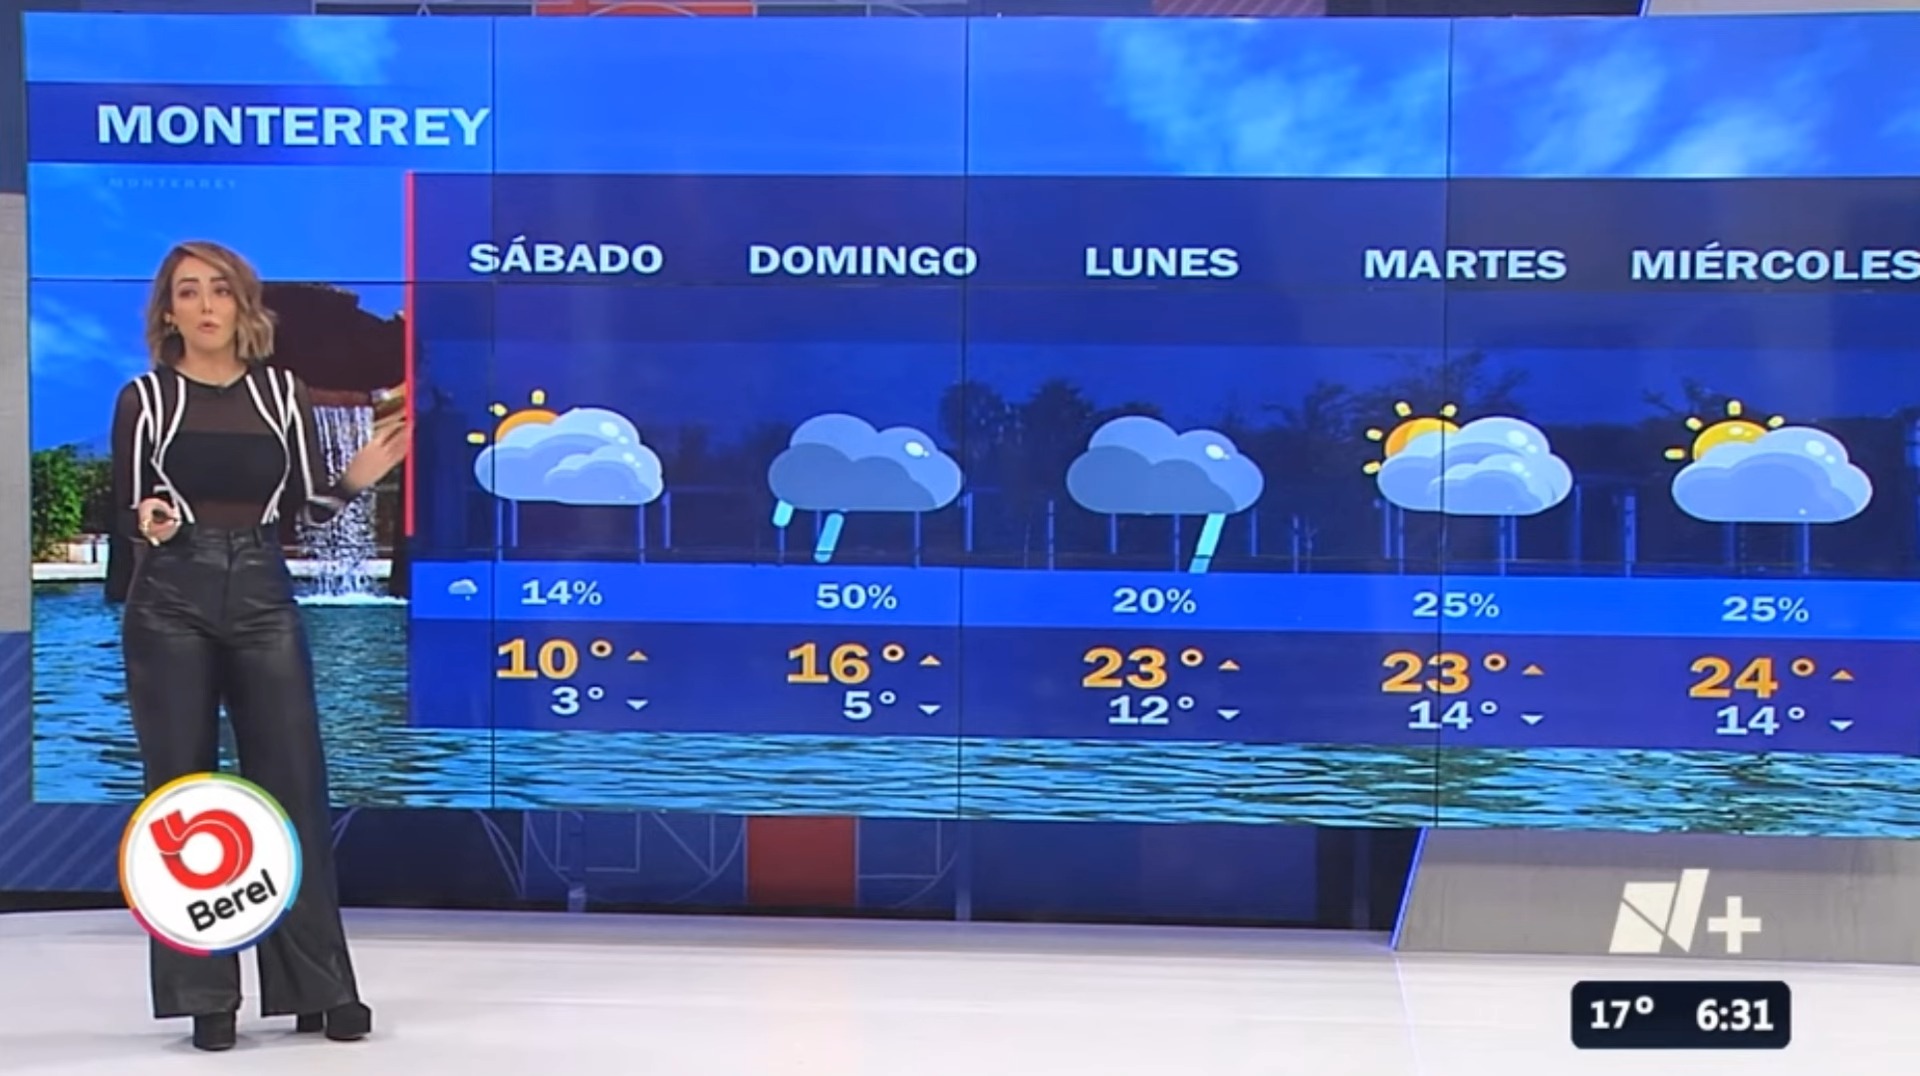 MONTERREY
MONTERREY
SÁBADO DOMINGO LUNES MARTES MIÉRCOLES
14% 50% 20% 25% 25%
10° 16° 23° 23° 24°
3° 5° 12° 14° 14°
Berel
N+
17° 6:31